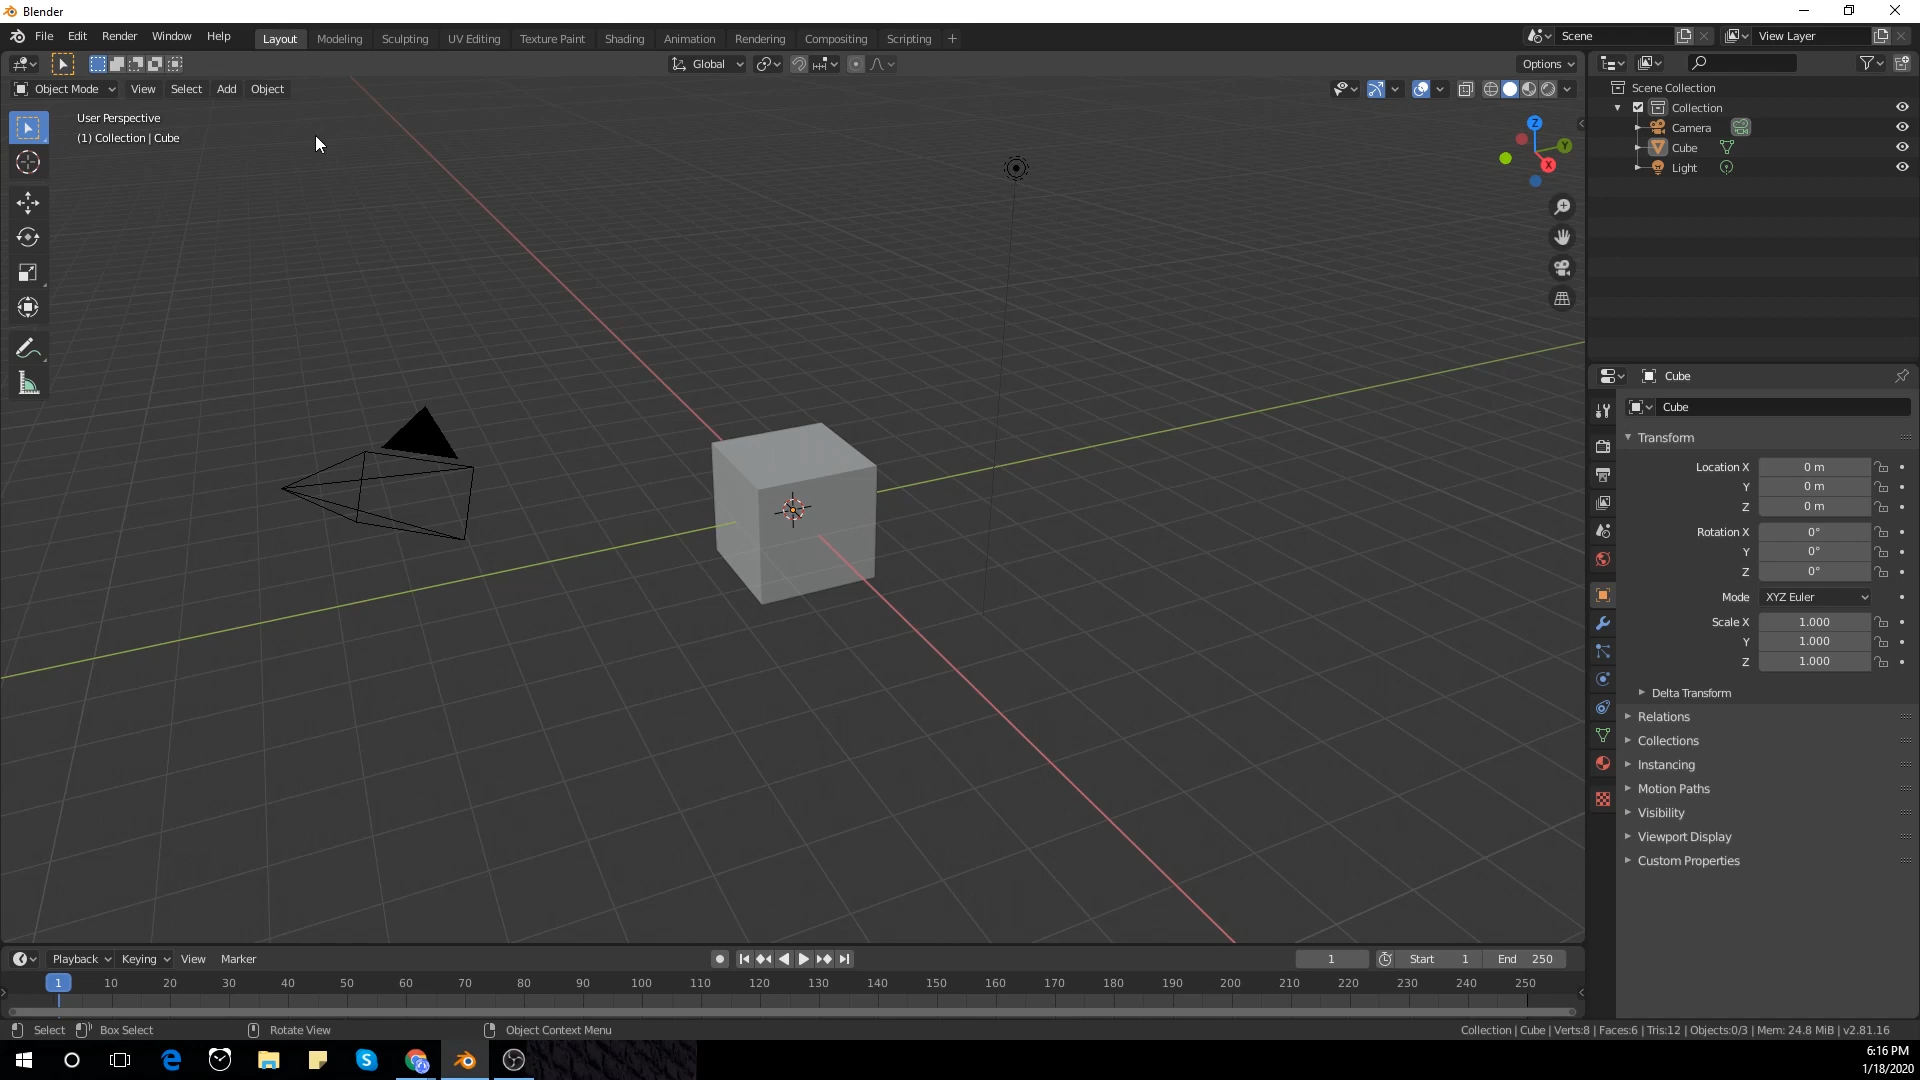 Blender
File Edit Render Window Help Layout Modeling Sculpting UV Editing Texture Paint Shading Animation Rendering Compositing Scripting + Scene View Layer
Global Options
Object Mode View Select Add Object
User Perspective
(1) Collection | Cube
Z
Y
X
Scene Collection
Collection
Camera
Cube
Light
Cube
Cube
Transform
Location X 0 m
Y 0 m
Z 0 m
Rotation X 0°
Y 0°
Z 0°
Mode XYZ Euler
Scale X 1.000
Y 1.000
Z 1.000
Delta Transform
Relations
Collections
Instancing
Motion Paths
Visibility
Viewport Display
Custom Properties
Playback Keying View Marker 1 Start 1 End 250
1 10 20 30 40 50 60 70 80 90 100 110 120 130 140 150 160 170 180 190 200 210 220 230 240 250
Select Box Select Rotate View Object Context Menu Collection | Cube | Verts:8 | Faces:6 | Tris:12 | Objects:0/3 | Mem: 24.8 MiB | v2.81.16
6:16 PM
1/18/2020